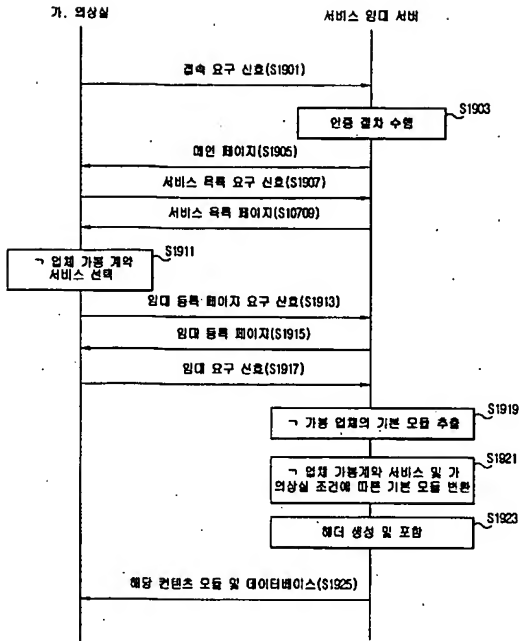 가. 의상실
서비스 임대 서버
접속 요구 신호(S1901)
S1903
인증 절차 수행
메인 페이지(S1905)
서비스 목록 요구 신호(S1907)
서비스 목록 페이지(S10709)
S1911
ㄱ 업체 가봉 계약
서비스 선택
임대 등록 페이지 요구 신호(S1913)
임대 등록 페이지(S1915)
임대 요구 신호(S1917)
S1919
ㄱ 가봉 업체의 기본 모듈 추출
S1921
ㄱ 업체 가봉계약 서비스 및 가
의상실 조건에 따른 기본 모듈 변환
S1923
헤더 생성 및 포함
해당 컨텐츠 모듈 및 데이터베이스(S1925)